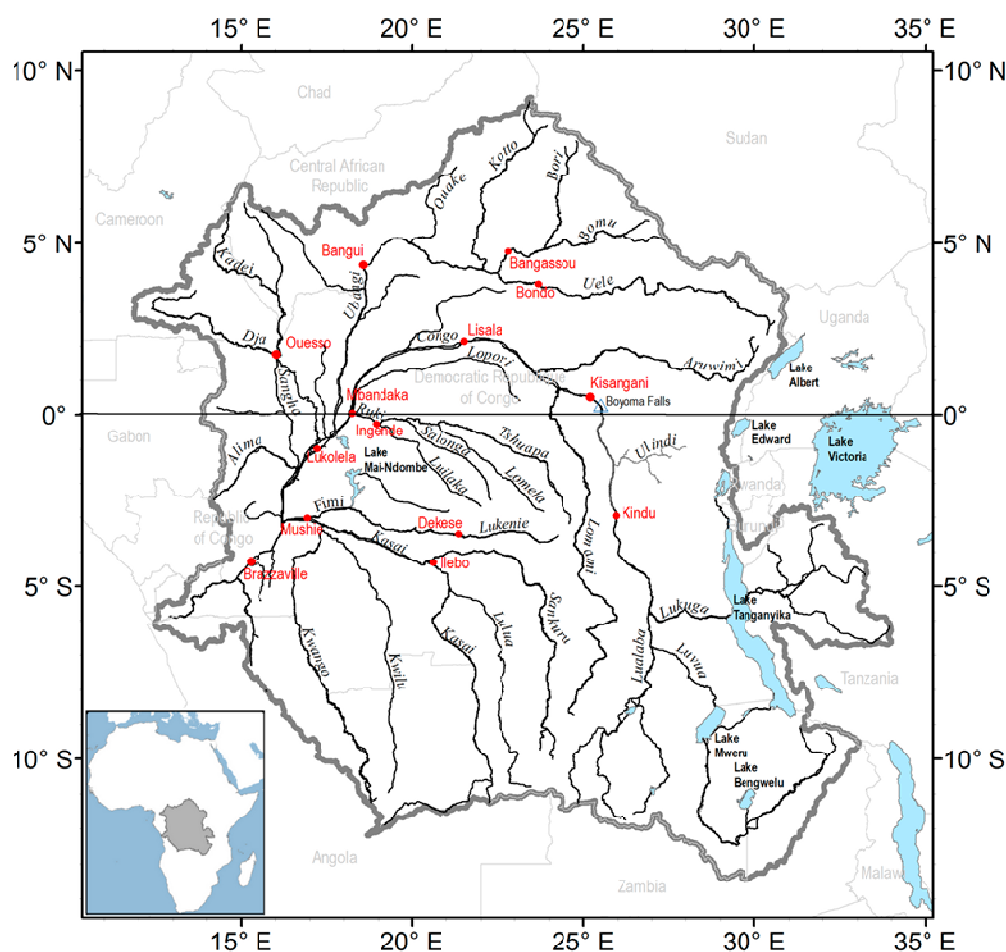 15° E 20° E 25° E 30° E 35° E
10° N
10° N
Chad
Sudan
Central African
Republic
Kotto
Bori
Ouake
Cameroon
5° N
5° N
Bangui
Bomu
Kadei
Bangassou
Ubangi
Uele
Bondo
Uganda
Dja
Ouesso
Congo
Lisala
Lopori
Aruwimi
Lake
Albert
Sangha
Democratic Republic
of Congo
Kisangani
Mbandaka
Boyoma Falls
0°
0°
Ruki
Ingende
Gabon
Alima
Lukolela
Lake
Mai-Ndombe
Salonga
Tshuapa
Ulindi
Lake
Edward
Lake
Victoria
Lomela
Rwanda
Fimi
Republic
of Congo
Mushie
Dekese
Lukenie
Kindu
Burundi
Kasai
Ilebo
Lomami
Brazzaville
5° S
5° S
Lukuga
Lake
Tanganyika
Kwango
Kwilu
Kasai
Lulua
Sankuru
Lualaba
Luvua
Tanzania
10° S
10° S
Lake
Mweru
Lake
Bengwelu
Angola
Zambia
Malaw
15° E 20° E 25° E 30° E 35° E